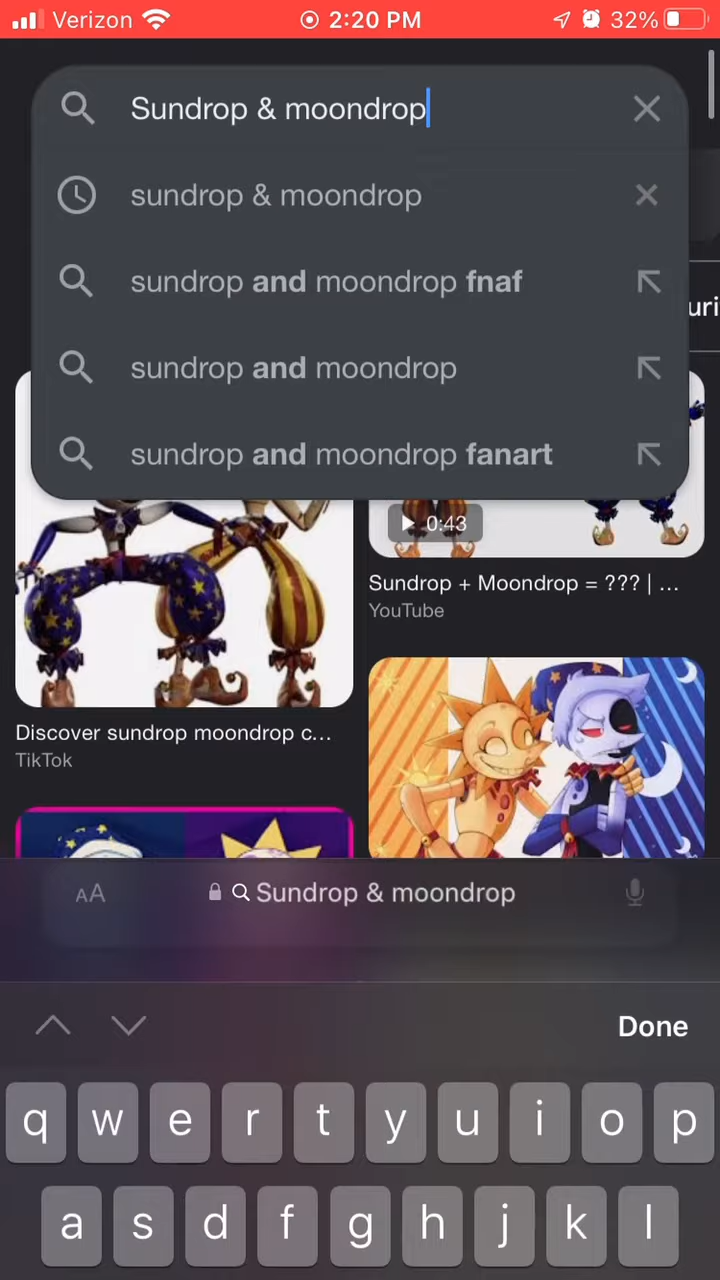 Verizon 2:20 PM 32%
Sundrop & moondrop
sundrop & moondrop
sundrop and moondrop fnaf
uri
sundrop and moondrop
sundrop and moondrop fanart
0:43
Sundrop + Moondrop = ??? | ...
YouTube
Discover sundrop moondrop c...
TikTok
AA Sundrop & moondrop
Done
q w e r t y u i o p
a s d f g h j k l